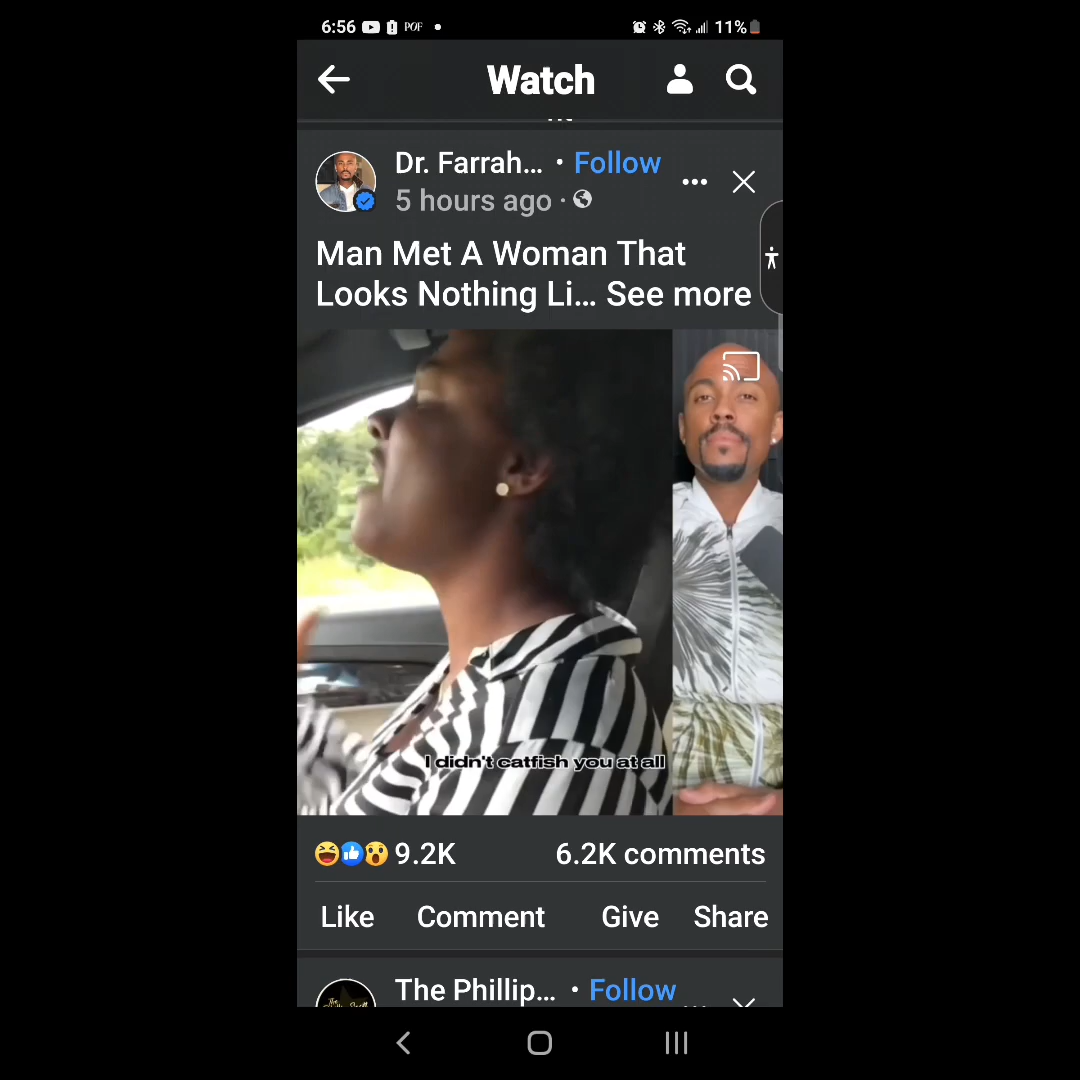 6:56 POF 11%
Watch
Dr. Farrah... · Follow
5 hours ago ·
Man Met A Woman That
Looks Nothing Li... See more
I didn't catfish you at all
9.2K 6.2K comments
Like Comment Give Share
The Phillip... · Follow